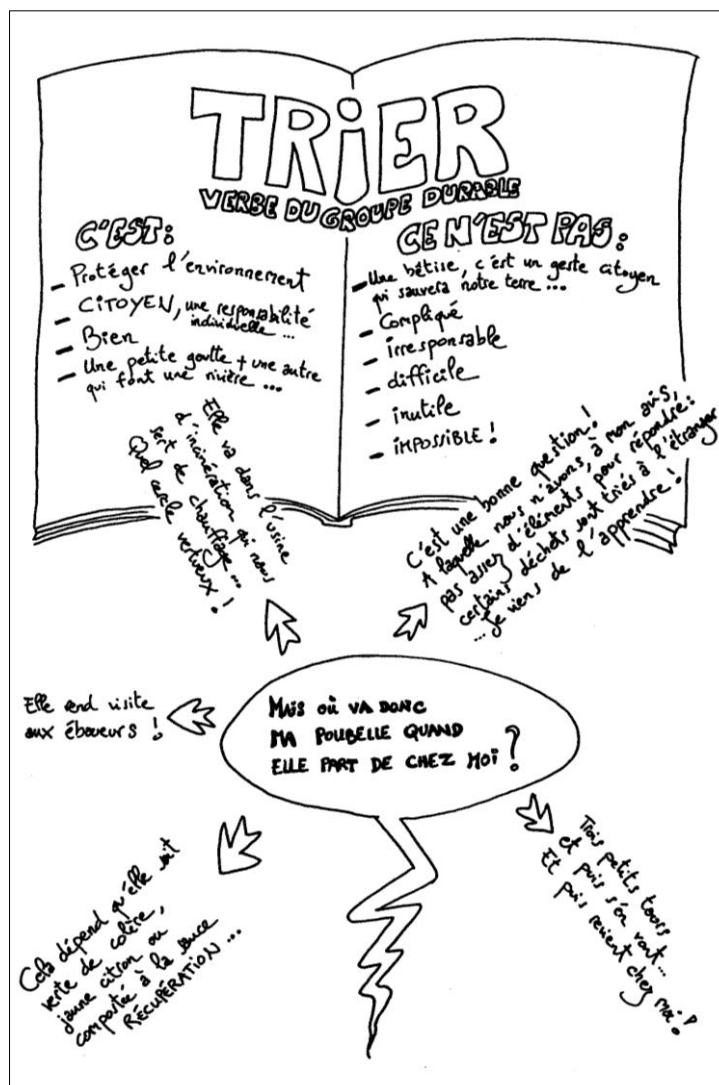 TRiER
VERBE DU GROUPE DURABLE
C'EST :
- Protéger l'environnement
- CiTOYEN, une responsabilité
individuelle ...
- Bien
- Une petite goutte + une autre
qui font une rivière ...
CE N'EST PAS :
- Une bêtise, c'est un geste citoyen
qui sauvera notre terre ...
- Compliqué
- irresponsable
- difficile
- inutile
- iMPOSSiBLE !
Elle va dans l'usine
d'incinération qui nous
sert de chauffage ...
Quel cercle
vertueux !
C'est une bonne question !
A laquelle nous n'avons, à mon avis,
pas assez d'éléments pour répondre :
certains déchets sont triés à l'étranger
... Je viens de l'apprendre !
Elle rend visite
aux éboueurs !
MAiS OÙ VA DONC
MA POUBELLE QUAND
ELLE PART DE CHEZ MOi ?
Cela dépend qu'elle soit
verte de colère,
jaune citron ou
compostée à la sauce
RÉCUPÉRATiON ...
Trois petits tours
et puis s'en vont ...
Et puis revient chez moi !